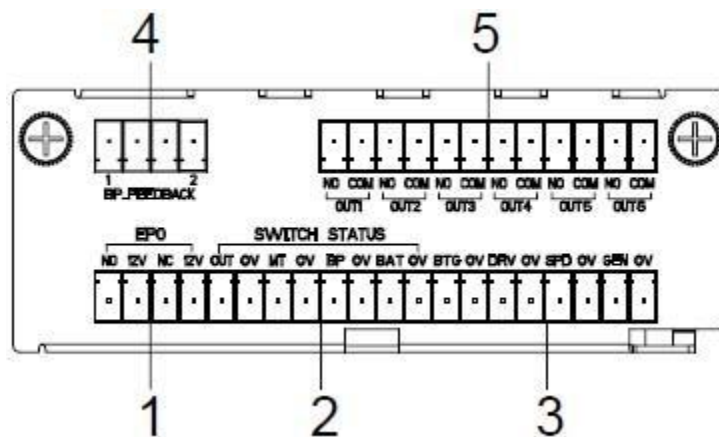 4 5
1 2
BP_FEEDBACK
NO COM NO COM NO COM NO COM NO COM NO COM
OUT1 OUT2 OUT3 OUT4 OUT5 OUT6
EPO SWITCH STATUS
NO 12V NC 12V OUT 0V MT 0V BP 0V BAT 0V BTG 0V DRV 0V SPD 0V GEN 0V
1 2 3